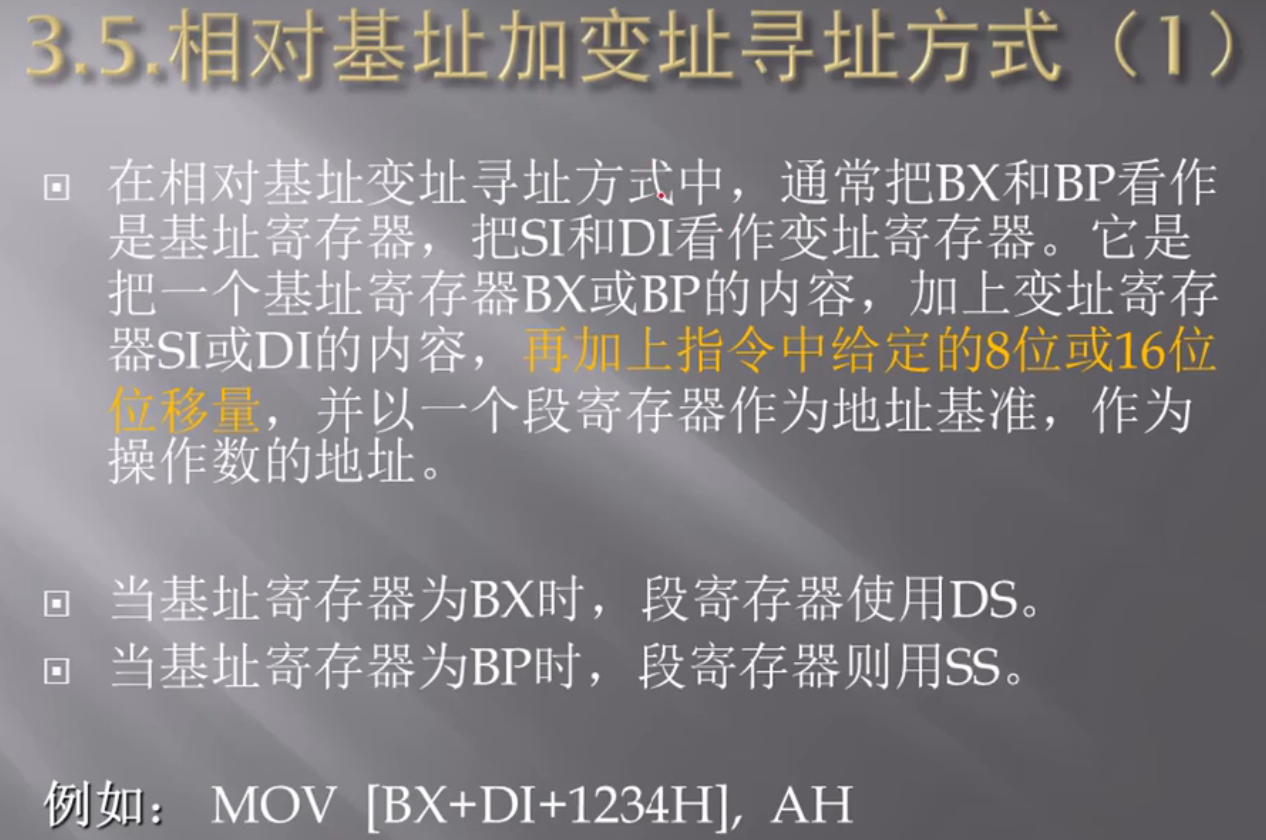 3.5.相对基址加变址寻址方式（1）
在相对基址变址寻址方式中，通常把BX和BP看作
是基址寄存器，把SI和DI看作变址寄存器。它是
把一个基址寄存器BX或BP的内容，加上变址寄存
器SI或DI的内容，再加上指令中给定的8位或16位
位移量，并以一个段寄存器作为地址基准，作为
操作数的地址。
当基址寄存器为BX时，段寄存器使用DS。
当基址寄存器为BP时，段寄存器则用SS。
例如： MOV [BX+DI+1234H], AH